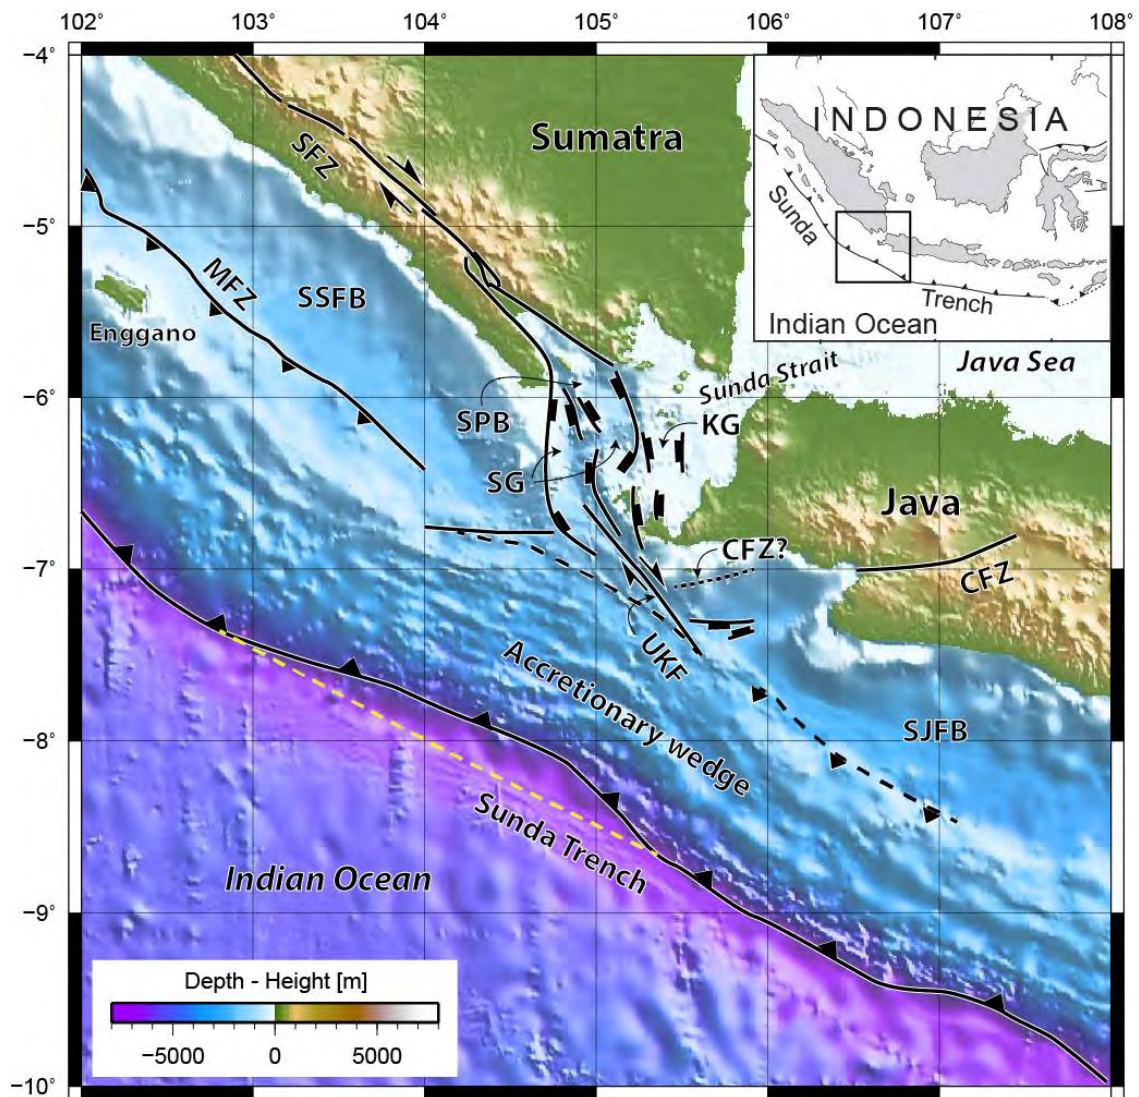 102° 103° 104° 105° 106° 107° 108°
−4°
−5°
−6°
−7°
−8°
−9°
−10°
Sumatra
INDONESIA
Sunda
Trench
Indian Ocean
SFZ
MFZ
SSFB
Enggano
Java Sea
Sunda Strait
SPB
KG
SG
Java
CFZ?
CFZ
UKF
Accretionary wedge
SJFB
Sunda Trench
Indian Ocean
Depth - Height [m]
−5000 0 5000